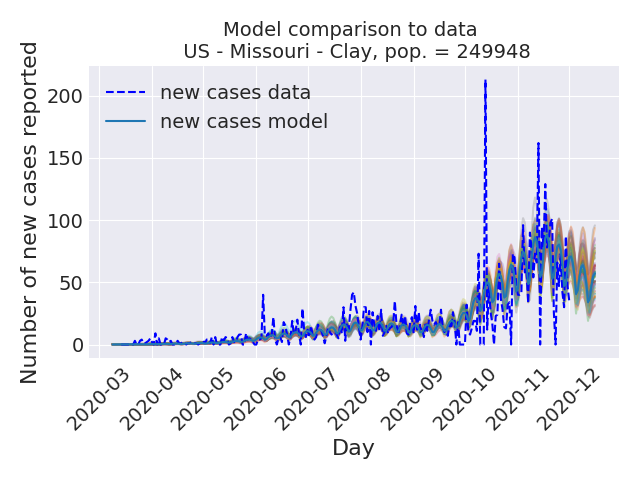 Model comparison to data
US - Missouri - Clay, pop. = 249948
Number of new cases reported
200
150
100
50
0
new cases data
new cases model
2020-03
2020-04
2020-05
2020-06
2020-07
2020-08
2020-09
2020-10
2020-11
2020-12
Day